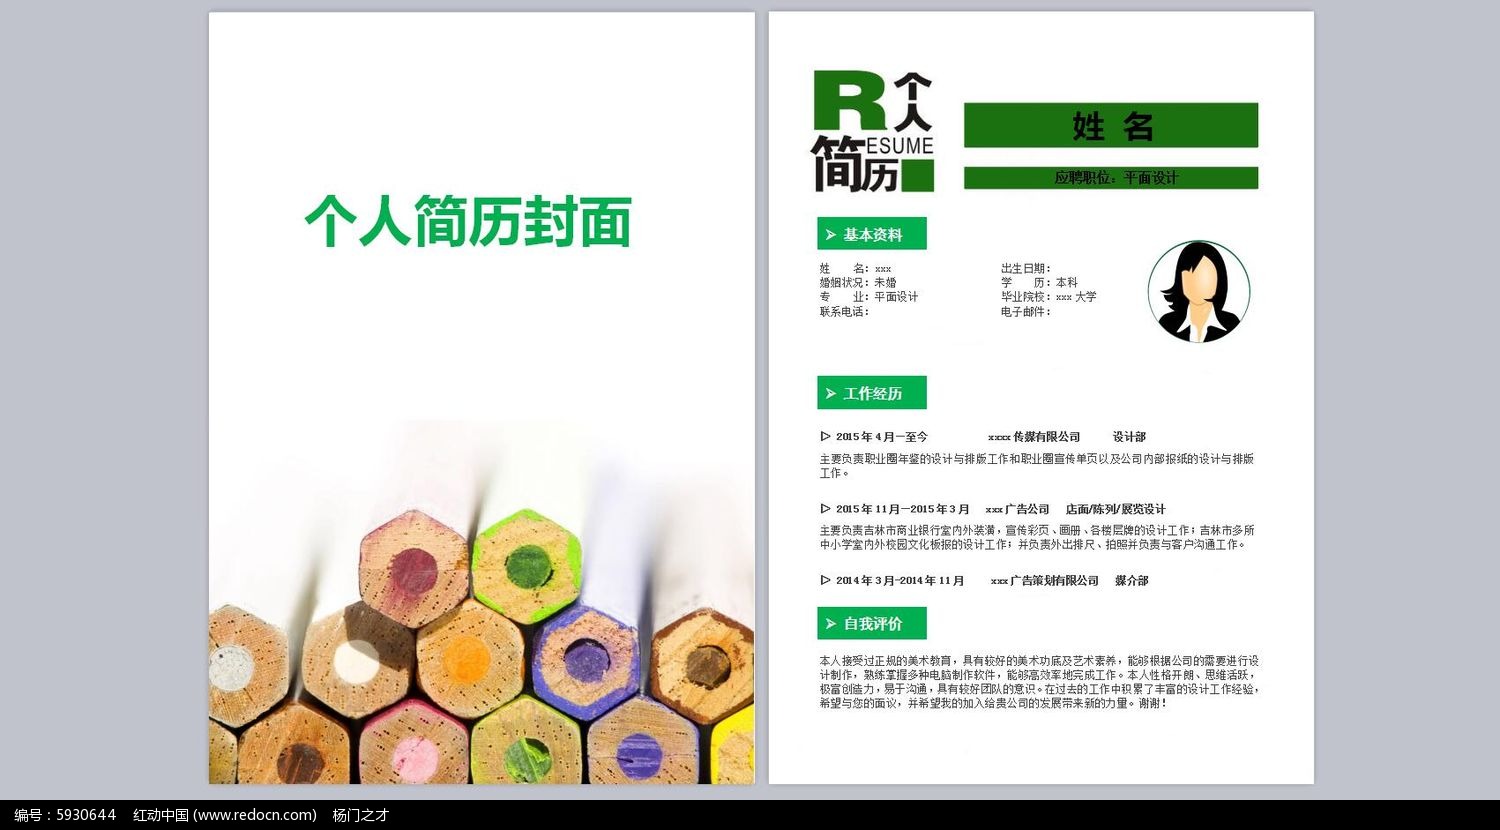 个人简历封面
R个人
ESUME
简历
姓 名
应聘职位：平面设计
基本资料
姓 名：xxx 出生日期：
婚姻状况：未婚 学 历：本科
专 业：平面设计 毕业院校：xxx 大学
联系电话： 电子邮件：
工作经历
2015 年 4 月—至今 xxxx 传媒有限公司 设计部
主要负责职业圈年鉴的设计与排版工作和职业圈宣传单页以及公司内部报纸的设计与排版
工作。
2015 年 11 月—2015 年 3 月 xxx 广告公司 店面/陈列/展览设计
主要负责吉林市商业银行室内外装潢，宣传彩页、画册、各楼层牌的设计工作；吉林市多所
中小学室内外校园文化板报的设计工作；并负责外出排尺、拍照并负责与客户沟通工作。
2014 年 3 月-2014 年 11 月 xxx 广告策划有限公司 媒介部
自我评价
本人接受过正规的美术教育，具有较好的美术功底及艺术素养，能够根据公司的需要进行设
计制作，熟练掌握多种电脑制作软件，能够高效率地完成工作。本人性格开朗、思维活跃，
极富创造力，易于沟通，具有较好团队的意识。在过去的工作中积累了丰富的设计工作经验，
希望与您的面议，并希望我的加入给贵公司的发展带来新的力量。谢谢！
编号：5930644 红动中国 (www.redocn.com) 杨门之才